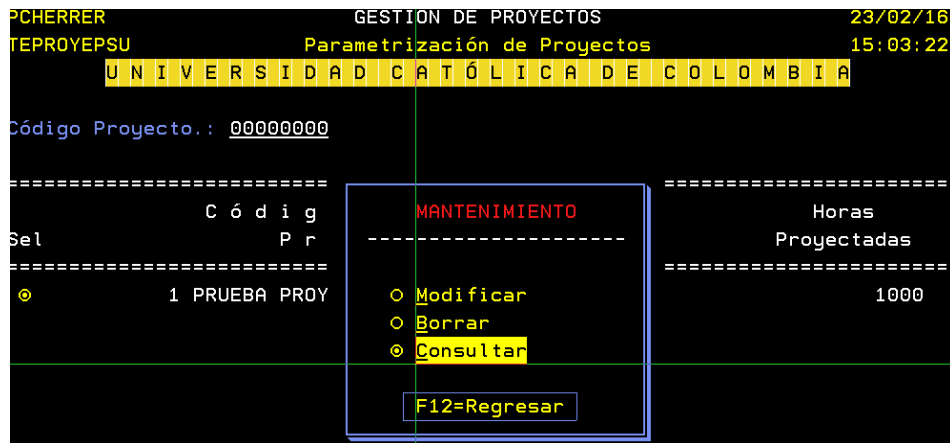 PCHERRER GESTION DE PROYECTOS 23/02/16
TEPROYEPSU Parametrización de Proyectos 15:03:22
U N I V E R S I D A D C A T Ó L I C A D E C O L O M B I A
Código Proyecto.: 00000000
=========================== ========================
C ó d i g MANTENIMIENTO Horas
Sel P r ---------------------- Proyectadas
=========================== ========================
1 PRUEBA PROY Modificar 1000
Borrar
Consultar
F12=Regresar